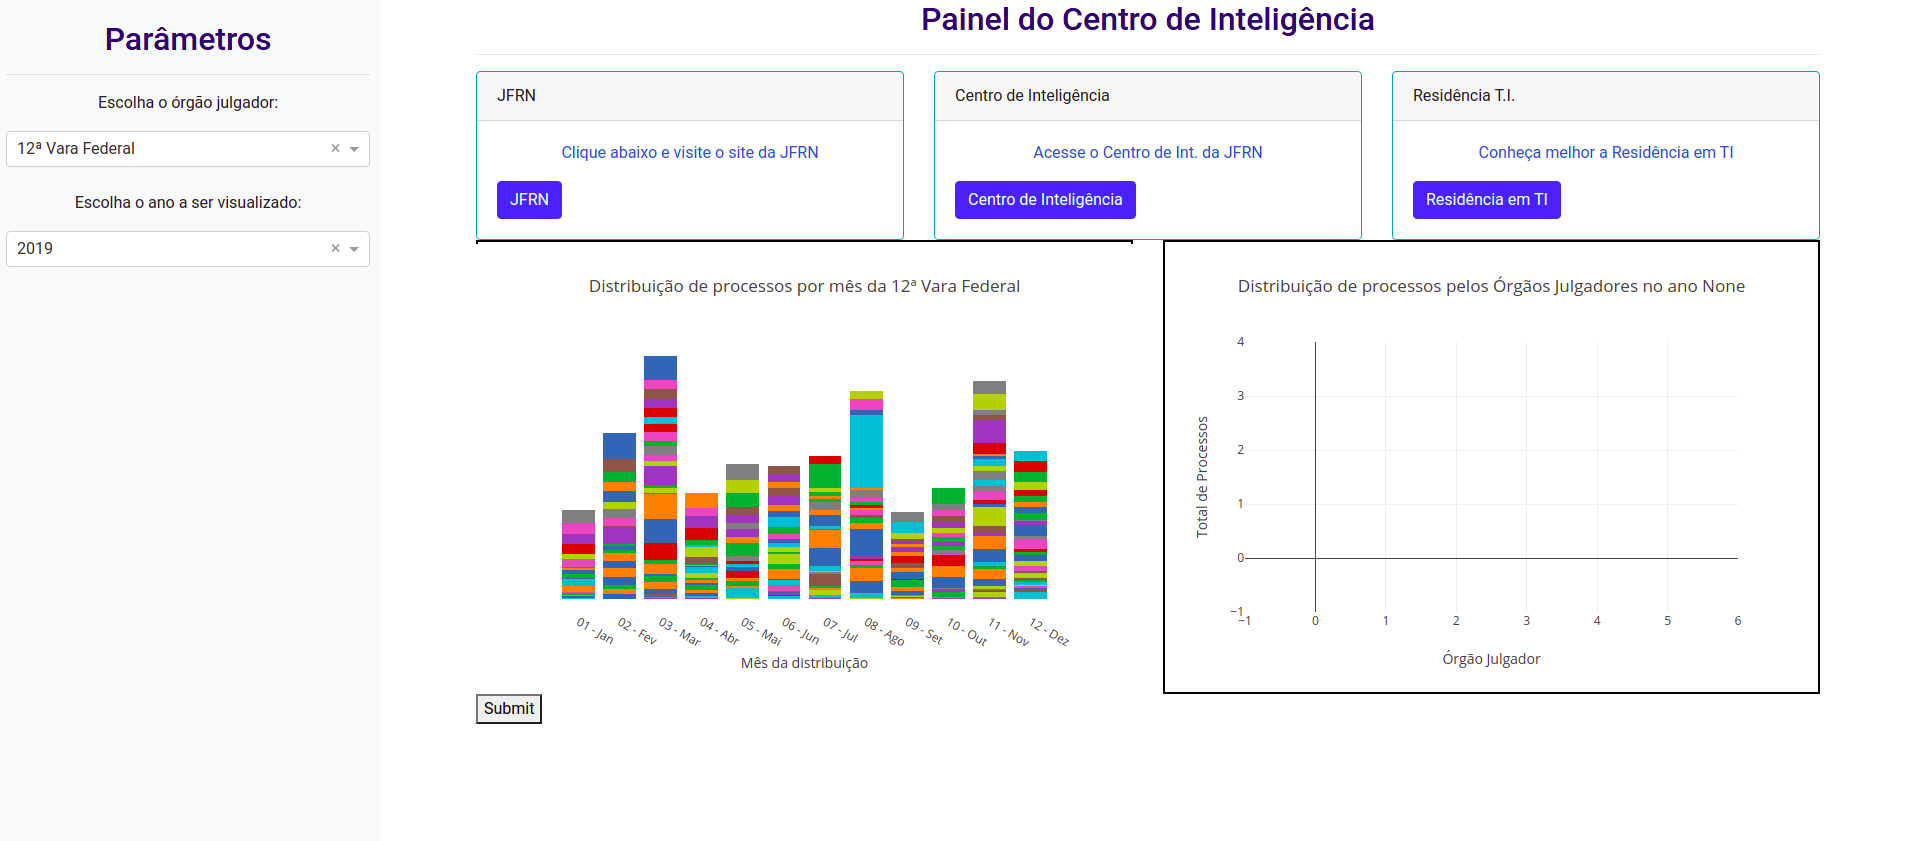 Parâmetros
Escolha o órgão julgador:
12ª Vara Federal
×
Escolha o ano a ser visualizado:
2019
×
Painel do Centro de Inteligência
JFRN
Clique abaixo e visite o site da JFRN
JFRN
Centro de Inteligência
Acesse o Centro de Int. da JFRN
Centro de Inteligência
Residência T.I.
Conheça melhor a Residência em TI
Residência em TI
Distribuição de processos por mês da 12ª Vara Federal
01 - Jan
02 - Fev
03 - Mar
04 - Abr
05 - Mai
06 - Jun
07 - Jul
08 - Ago
09 - Set
10 - Out
11 - Nov
12 - Dez
Mês da distribuição
Submit
Distribuição de processos pelos Órgãos Julgadores no ano None
Total de Processos
4
3
2
1
0
−1
−1
0
1
2
3
4
5
6
Órgão Julgador